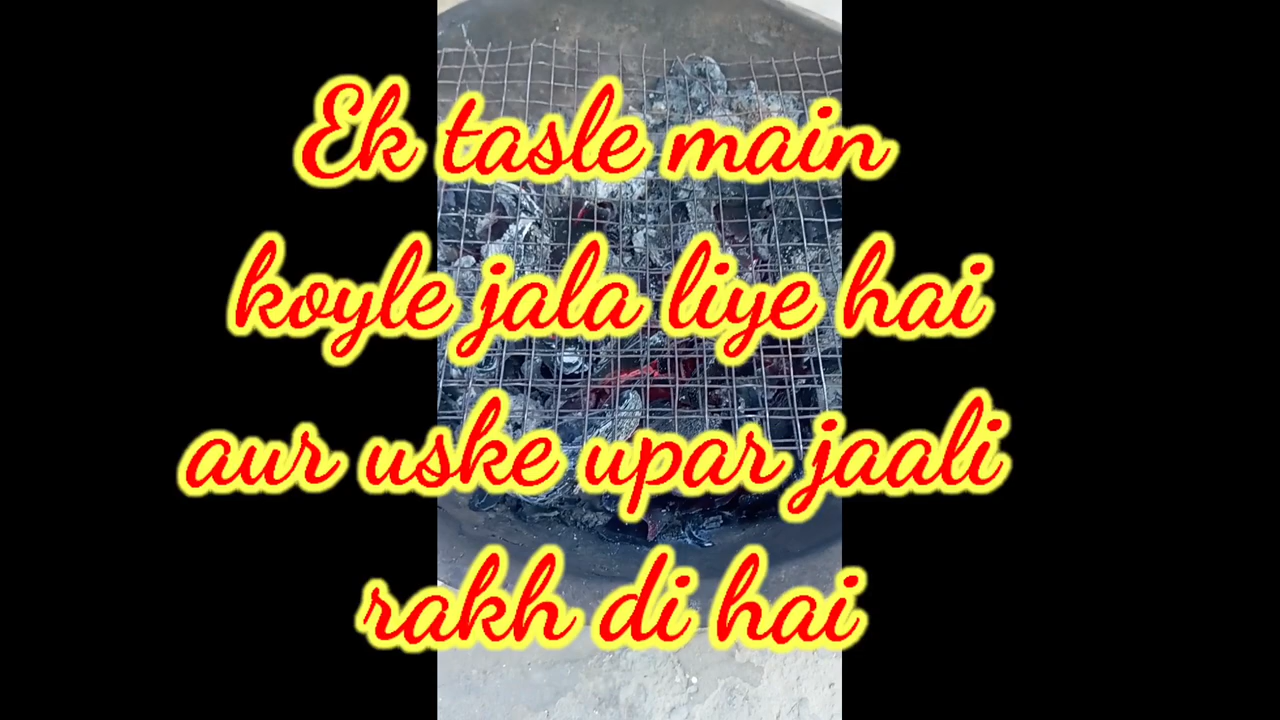 Ek tasle main
koyle jala liye hai
aur uske upar jaali
rakh di hai